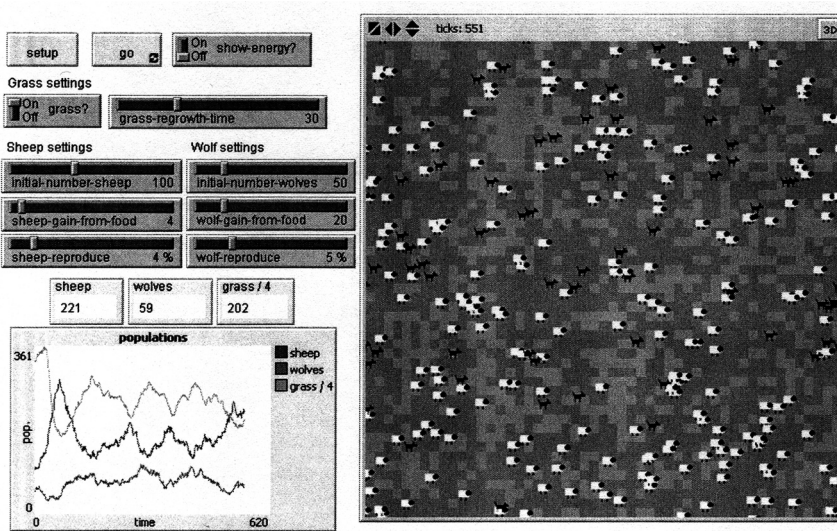 ticks: 551
3D
setup
go
On
Off
show-energy?
Grass settings
On
Off
grass?
grass-regrowth-time 30
Sheep settings
Wolf settings
initial-number-sheep 100
initial-number-wolves 50
sheep-gain-from-food 4
wolf-gain-from-food 20
sheep-reproduce 4 %
wolf-reproduce 5 %
sheep
221
wolves
59
grass / 4
202
populations
361
pop.
0
0
time
620
sheep
wolves
grass / 4